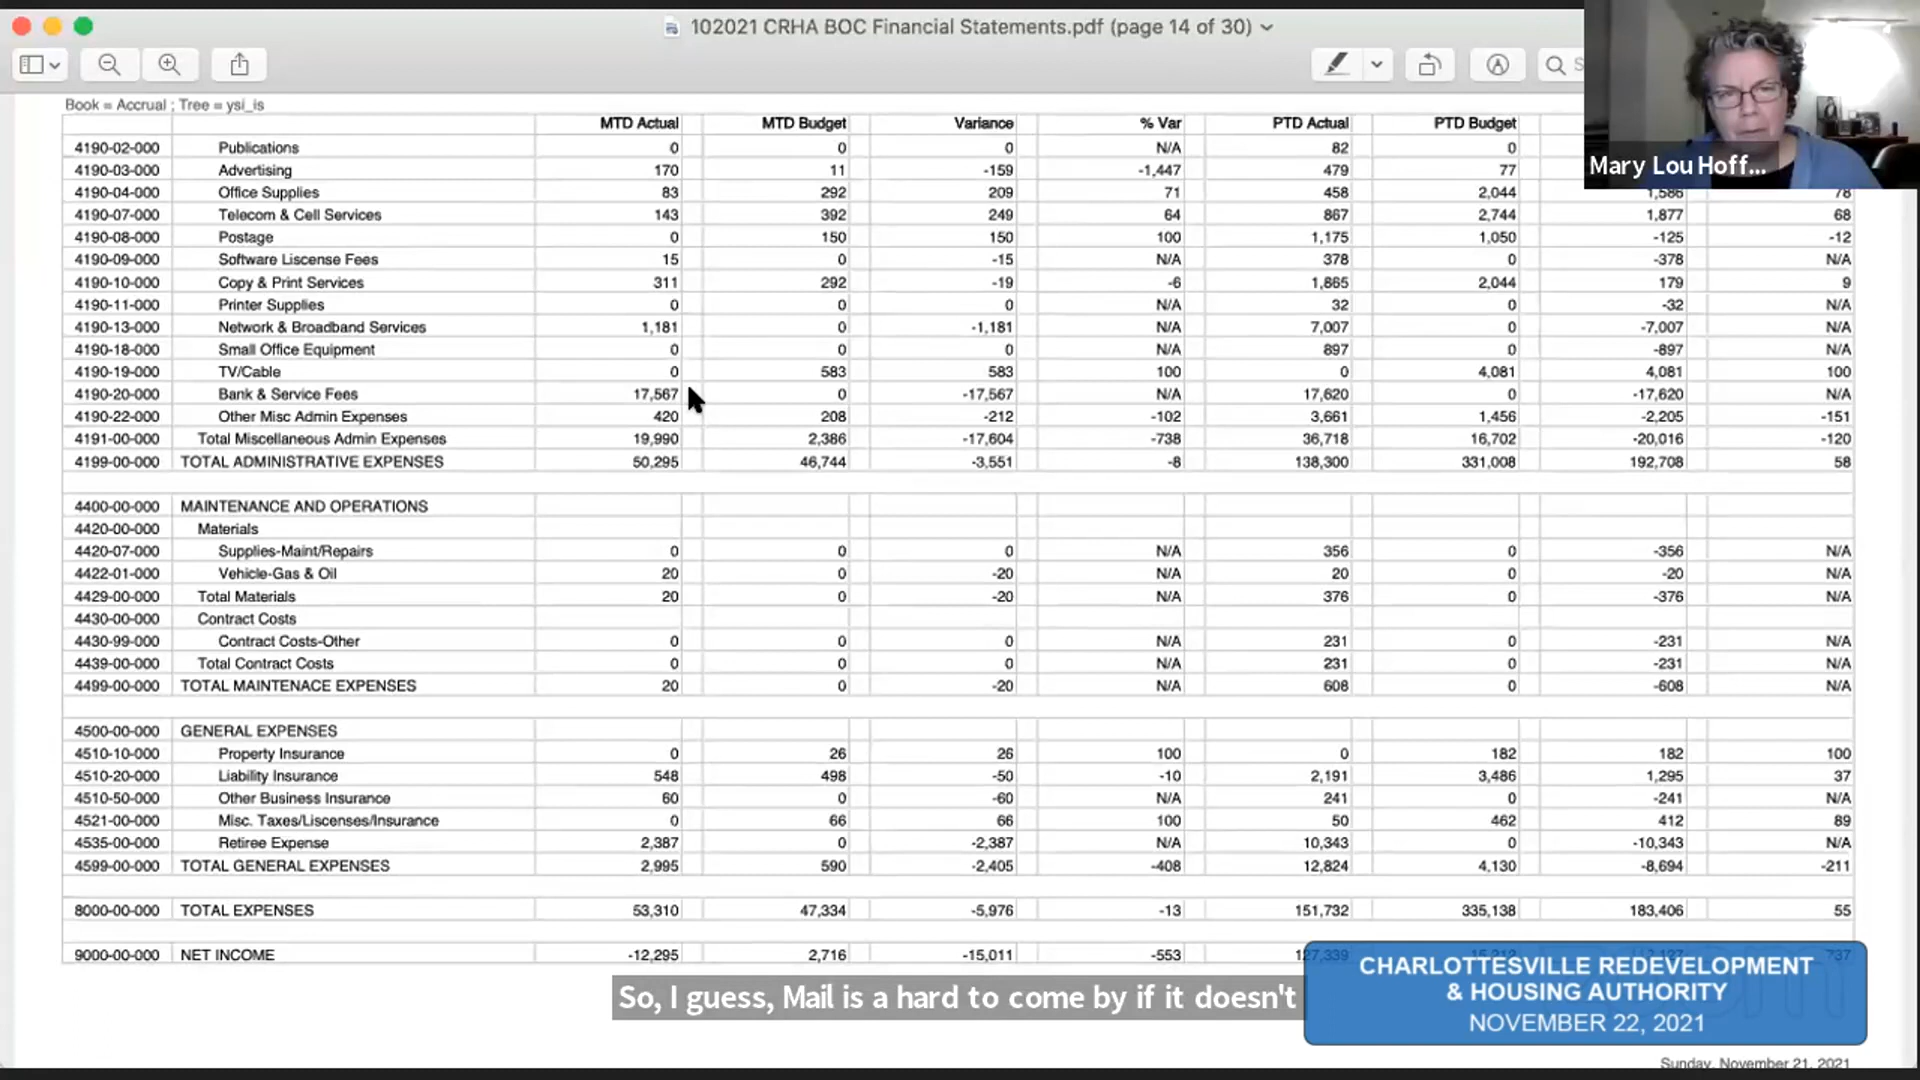 102021 CRHA BOC Financial Statements.pdf (page 14 of 30)
Mary Lou Hoff...
Book = Accrual ; Tree = ysi_is
MTD Actual MTD Budget Variance % Var PTD Actual PTD Budget
4190-02-000 Publications 0 0 0 N/A 82 0
4190-03-000 Advertising 170 11 -159 -1,447 479 77
4190-04-000 Office Supplies 83 292 209 71 458 2,044 1,586 78
4190-07-000 Telecom & Cell Services 143 392 249 64 867 2,744 1,877 68
4190-08-000 Postage 0 150 150 100 1,175 1,050 -125 -12
4190-09-000 Software Liscense Fees 15 0 -15 N/A 378 0 -378 N/A
4190-10-000 Copy & Print Services 311 292 -19 -6 1,865 2,044 179 9
4190-11-000 Printer Supplies 0 0 0 N/A 32 0 -32 N/A
4190-13-000 Network & Broadband Services 1,181 0 -1,181 N/A 7,007 0 -7,007 N/A
4190-18-000 Small Office Equipment 0 0 0 N/A 897 0 -897 N/A
4190-19-000 TV/Cable 0 583 583 100 0 4,081 4,081 100
4190-20-000 Bank & Service Fees 17,567 0 -17,567 N/A 17,620 0 -17,620 N/A
4190-22-000 Other Misc Admin Expenses 420 208 -212 -102 3,661 1,456 -2,205 -151
4191-00-000 Total Miscellaneous Admin Expenses 19,990 2,386 -17,604 -738 36,718 16,702 -20,016 -120
4199-00-000 TOTAL ADMINISTRATIVE EXPENSES 50,295 46,744 -3,551 -8 138,300 331,008 192,708 58
4400-00-000 MAINTENANCE AND OPERATIONS
4420-00-000 Materials
4420-07-000 Supplies-Maint/Repairs 0 0 0 N/A 356 0 -356 N/A
4422-01-000 Vehicle-Gas & Oil 20 0 -20 N/A 20 0 -20 N/A
4429-00-000 Total Materials 20 0 -20 N/A 376 0 -376 N/A
4430-00-000 Contract Costs
4430-99-000 Contract Costs-Other 0 0 0 N/A 231 0 -231 N/A
4439-00-000 Total Contract Costs 0 0 0 N/A 231 0 -231 N/A
4499-00-000 TOTAL MAINTENACE EXPENSES 20 0 -20 N/A 608 0 -608 N/A
4500-00-000 GENERAL EXPENSES
4510-10-000 Property Insurance 0 26 26 100 0 182 182 100
4510-20-000 Liability Insurance 548 498 -50 -10 2,191 3,486 1,295 37
4510-50-000 Other Business Insurance 60 0 -60 N/A 241 0 -241 N/A
4521-00-000 Misc. Taxes/Liscenses/Insurance 0 66 66 100 50 462 412 89
4535-00-000 Retiree Expense 2,387 0 -2,387 N/A 10,343 0 -10,343 N/A
4599-00-000 TOTAL GENERAL EXPENSES 2,995 590 -2,405 -408 12,824 4,130 -8,694 -211
8000-00-000 TOTAL EXPENSES 53,310 47,334 -5,976 -13 151,732 335,138 183,406 55
9000-00-000 NET INCOME -12,295 2,716 -15,011 -553 127,339
So, I guess, Mail is a hard to come by if it doesn't
CHARLOTTESVILLE REDEVELOPMENT
& HOUSING AUTHORITY
NOVEMBER 22, 2021
Sunday, November 21, 2021